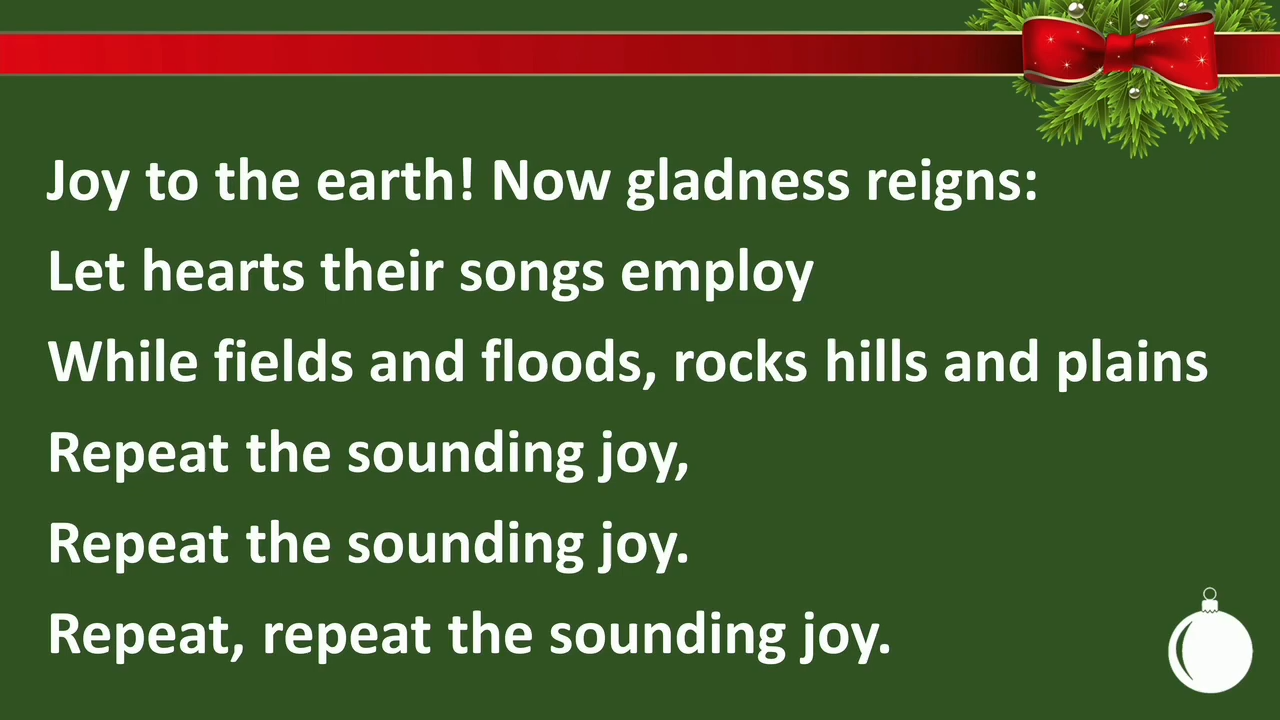 Joy to the earth! Now gladness reigns:
Let hearts their songs employ
While fields and floods, rocks hills and plains
Repeat the sounding joy,
Repeat the sounding joy.
Repeat, repeat the sounding joy.